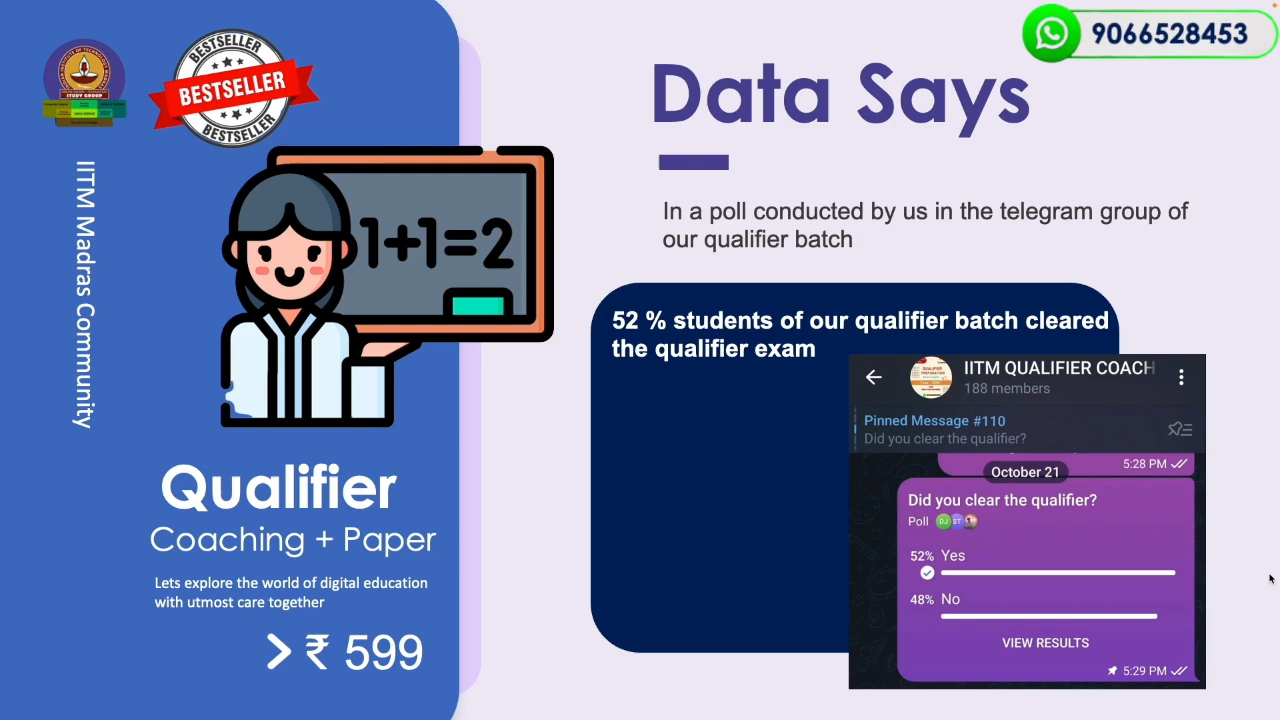 9066528453
BESTSELLER
BESTSELLER
BESTSELLER
STUDY GROUP
IITM Madras Community
1+1=2
Qualifier
Coaching + Paper
Lets explore the world of digital education
with utmost care together
> ₹ 599
Data Says
In a poll conducted by us in the telegram group of
our qualifier batch
52 % students of our qualifier batch cleared
the qualifier exam
IITM QUALIFIER COACH
188 members
Pinned Message #110
Did you clear the qualifier?
5:28 PM
October 21
Did you clear the qualifier?
Poll DJ ST
52% Yes
48% No
VIEW RESULTS
5:29 PM